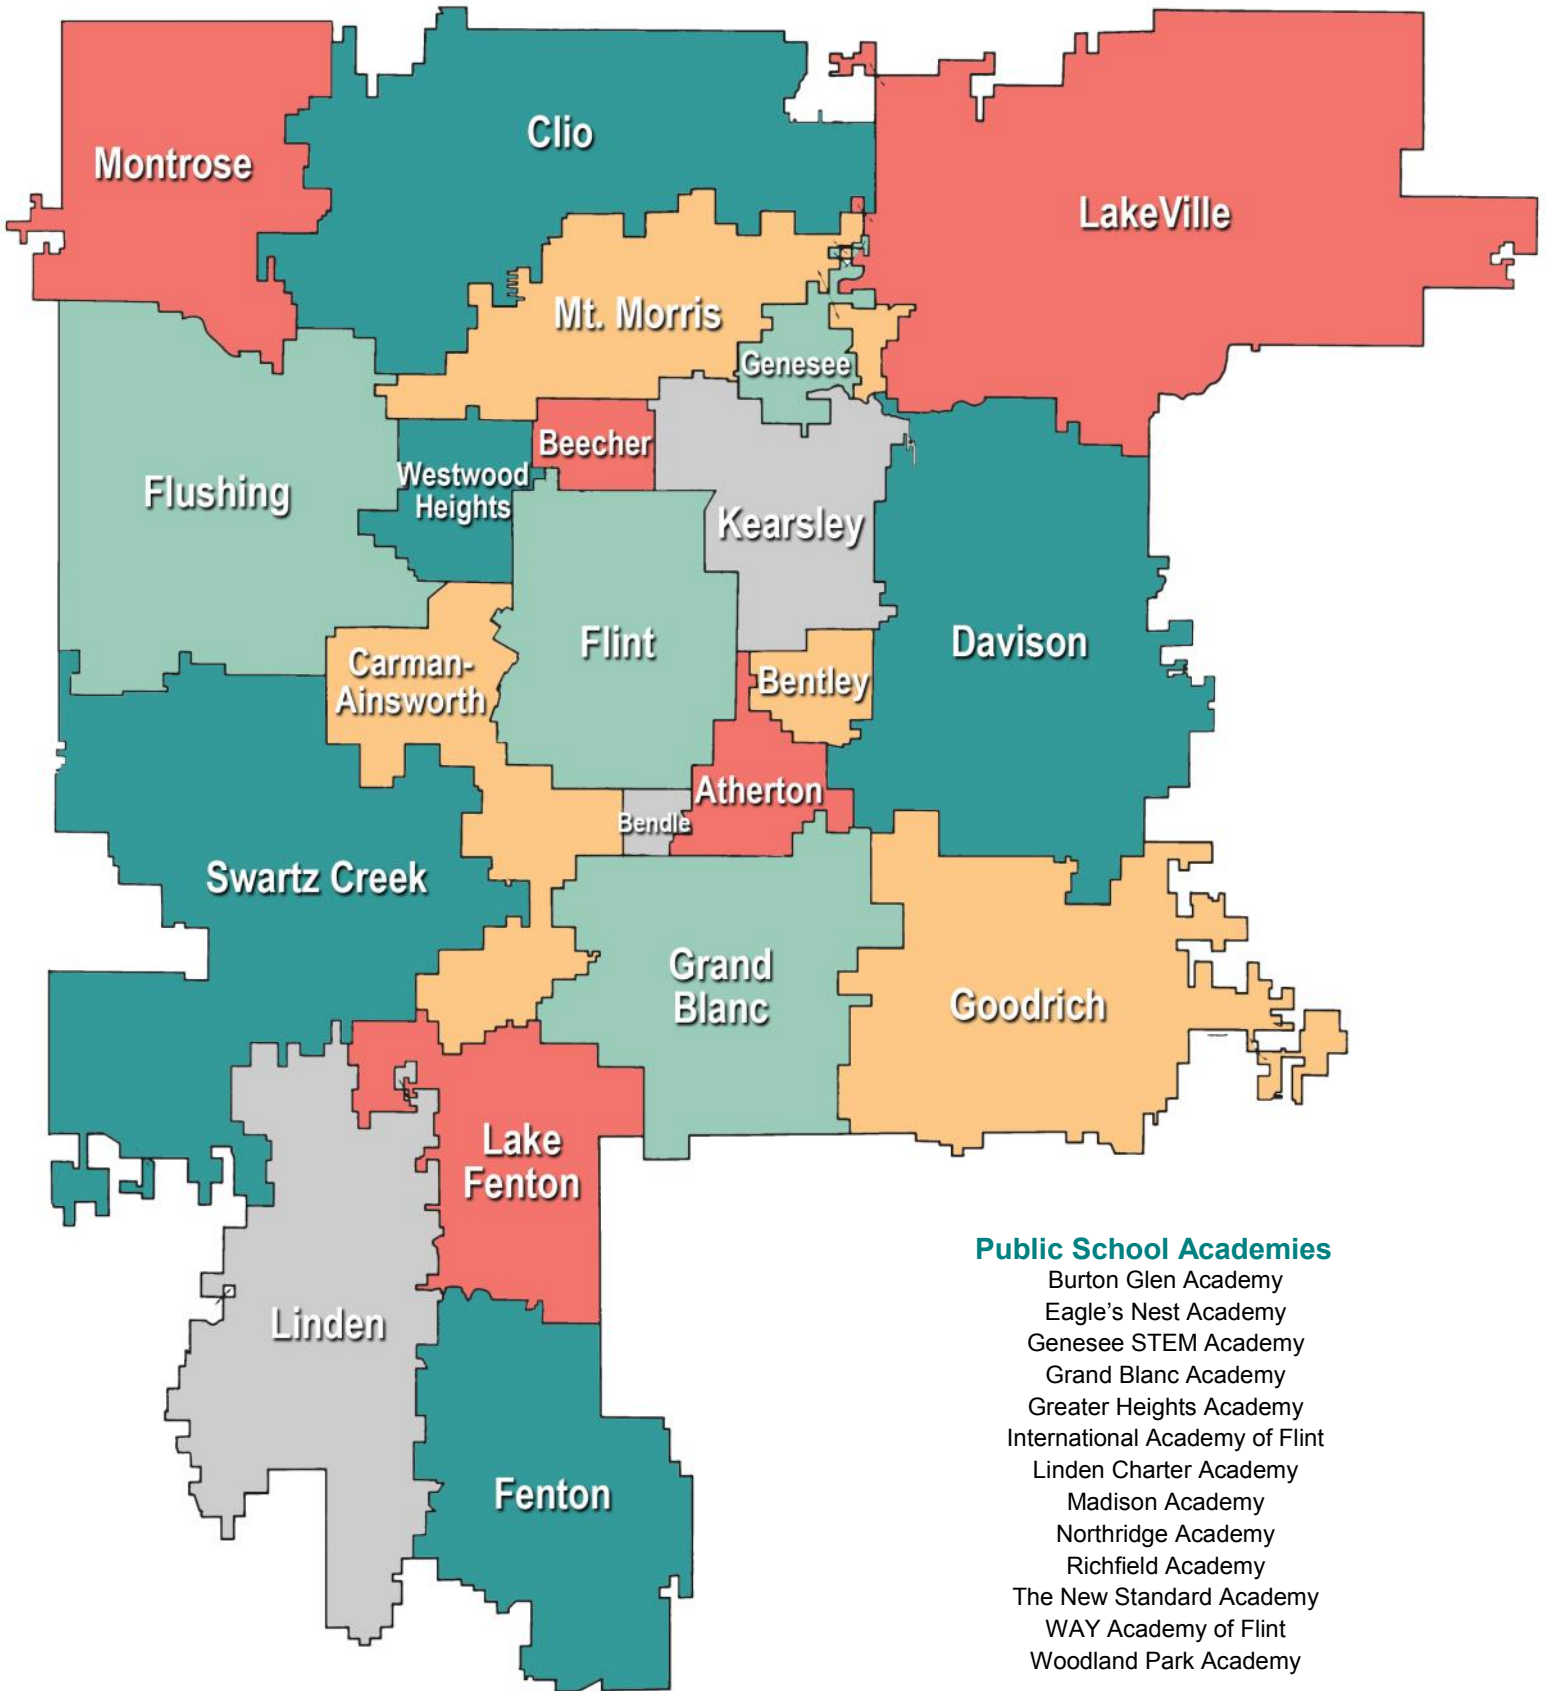 Clio
Montrose
LakeVille
Mt. Morris
Genesee
Beecher
Westwood
Heights
Flushing
Kearsley
Flint
Davison
Carman-
Ainsworth
Bentley
Atherton
Bendle
Swartz Creek
Grand
Blanc
Goodrich
Lake
Fenton
Linden
Fenton
Public School Academies
Burton Glen Academy
Eagle’s Nest Academy
Genesee STEM Academy
Grand Blanc Academy
Greater Heights Academy
International Academy of Flint
Linden Charter Academy
Madison Academy
Northridge Academy
Richfield Academy
The New Standard Academy
WAY Academy of Flint
Woodland Park Academy